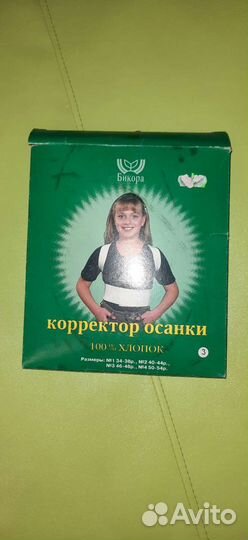 Бикора
корректор осанки
100% ХЛОПОК
3
Размеры: №1 34-38р., №2 40-44р.,
№3 46-48р., №4 50-54р.
Avito